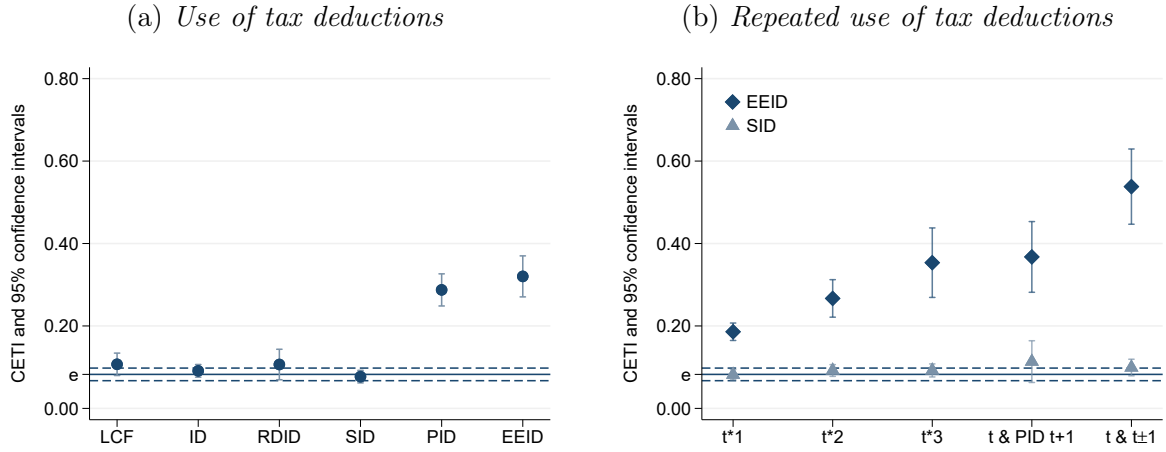 (a) Use of tax deductions
CETI and 95% confidence intervals
0.80
0.60
0.40
0.20
e
0.00
LCF ID RDID SID PID EEID
(b) Repeated use of tax deductions
CETI and 95% confidence intervals
0.80
0.60
0.40
0.20
e
0.00
EEID
SID
t*1 t*2 t*3 t & PID t+1 t & t±1